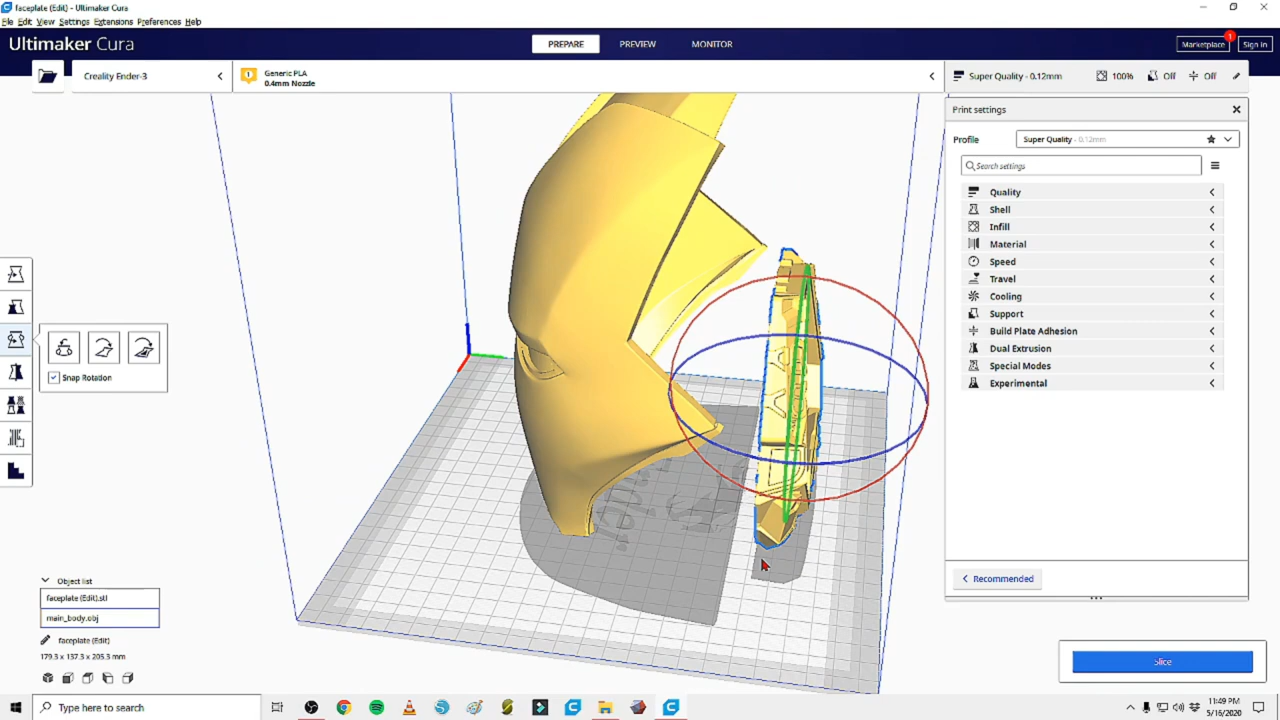 faceplate (Edit) - Ultimaker Cura
File Edit View Settings Extensions Preferences Help
Ultimaker Cura
PREPARE PREVIEW MONITOR
Marketplace 1 Sign in
Creality Ender-3
1 Generic PLA
0.4mm Nozzle
Super Quality - 0.12mm 100% Off Off
Print settings
Profile Super Quality - 0.12mm
Search settings
Quality
Shell
Infill
Material
Speed
Travel
Cooling
Support
Build Plate Adhesion
Dual Extrusion
Special Modes
Experimental
Snap Rotation
Recommended
Object list
faceplate (Edit).stl
main_body.obj
faceplate (Edit)
179.3 x 137.3 x 205.3 mm
Slice
Type here to search
11:49 PM
5/16/2020